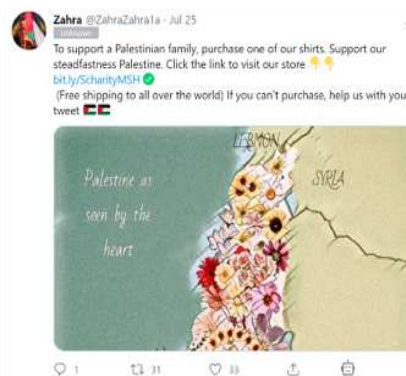 Zahra @ZahraZahra1a · Jul 25
Unknown
To support a Palestinian family, purchase one of our shirts. Support our
steadfastness Palestine. Click the link to visit our store 👇👇
bit.ly/ScharityMSH ✅
(Free shipping to all over the world) If you can't purchase, help us with you
tweet 🇵🇸🇵🇸
LEBANON
Palestine as
SYRIA
seen by the
heart
1 31 33